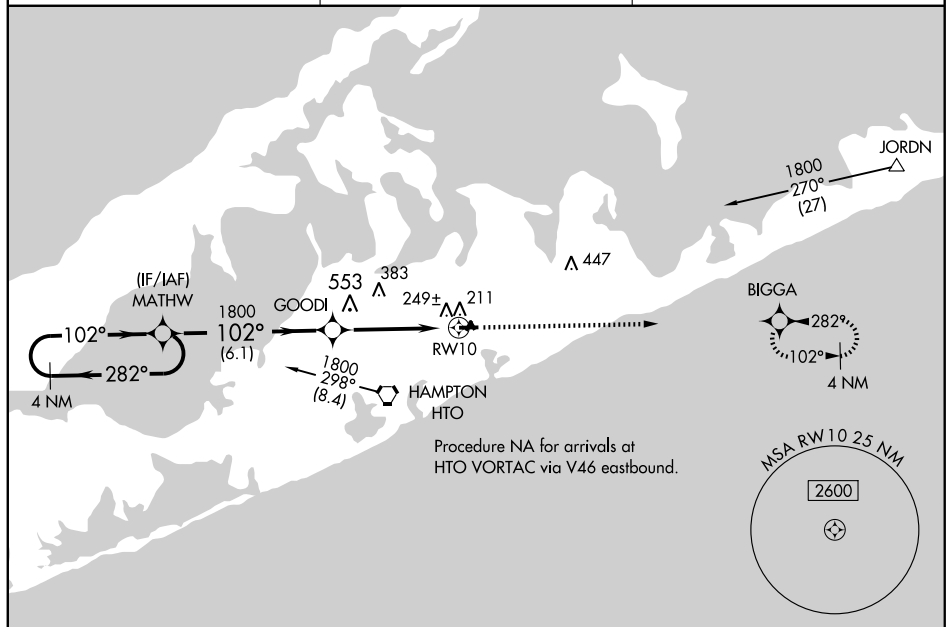 JORDN
1800
270°
(27)
447
(IF/IAF)
MATHW
GOODI
553
383
249±
211
BIGGA
102°
1800
102°
(6.1)
RW10
282°
282°
102°
4 NM
4 NM
1800
298°
(8.4)
HAMPTON
HTO
Procedure NA for arrivals at
HTO VORTAC via V46 eastbound.
MSA RW10 25 NM
2600